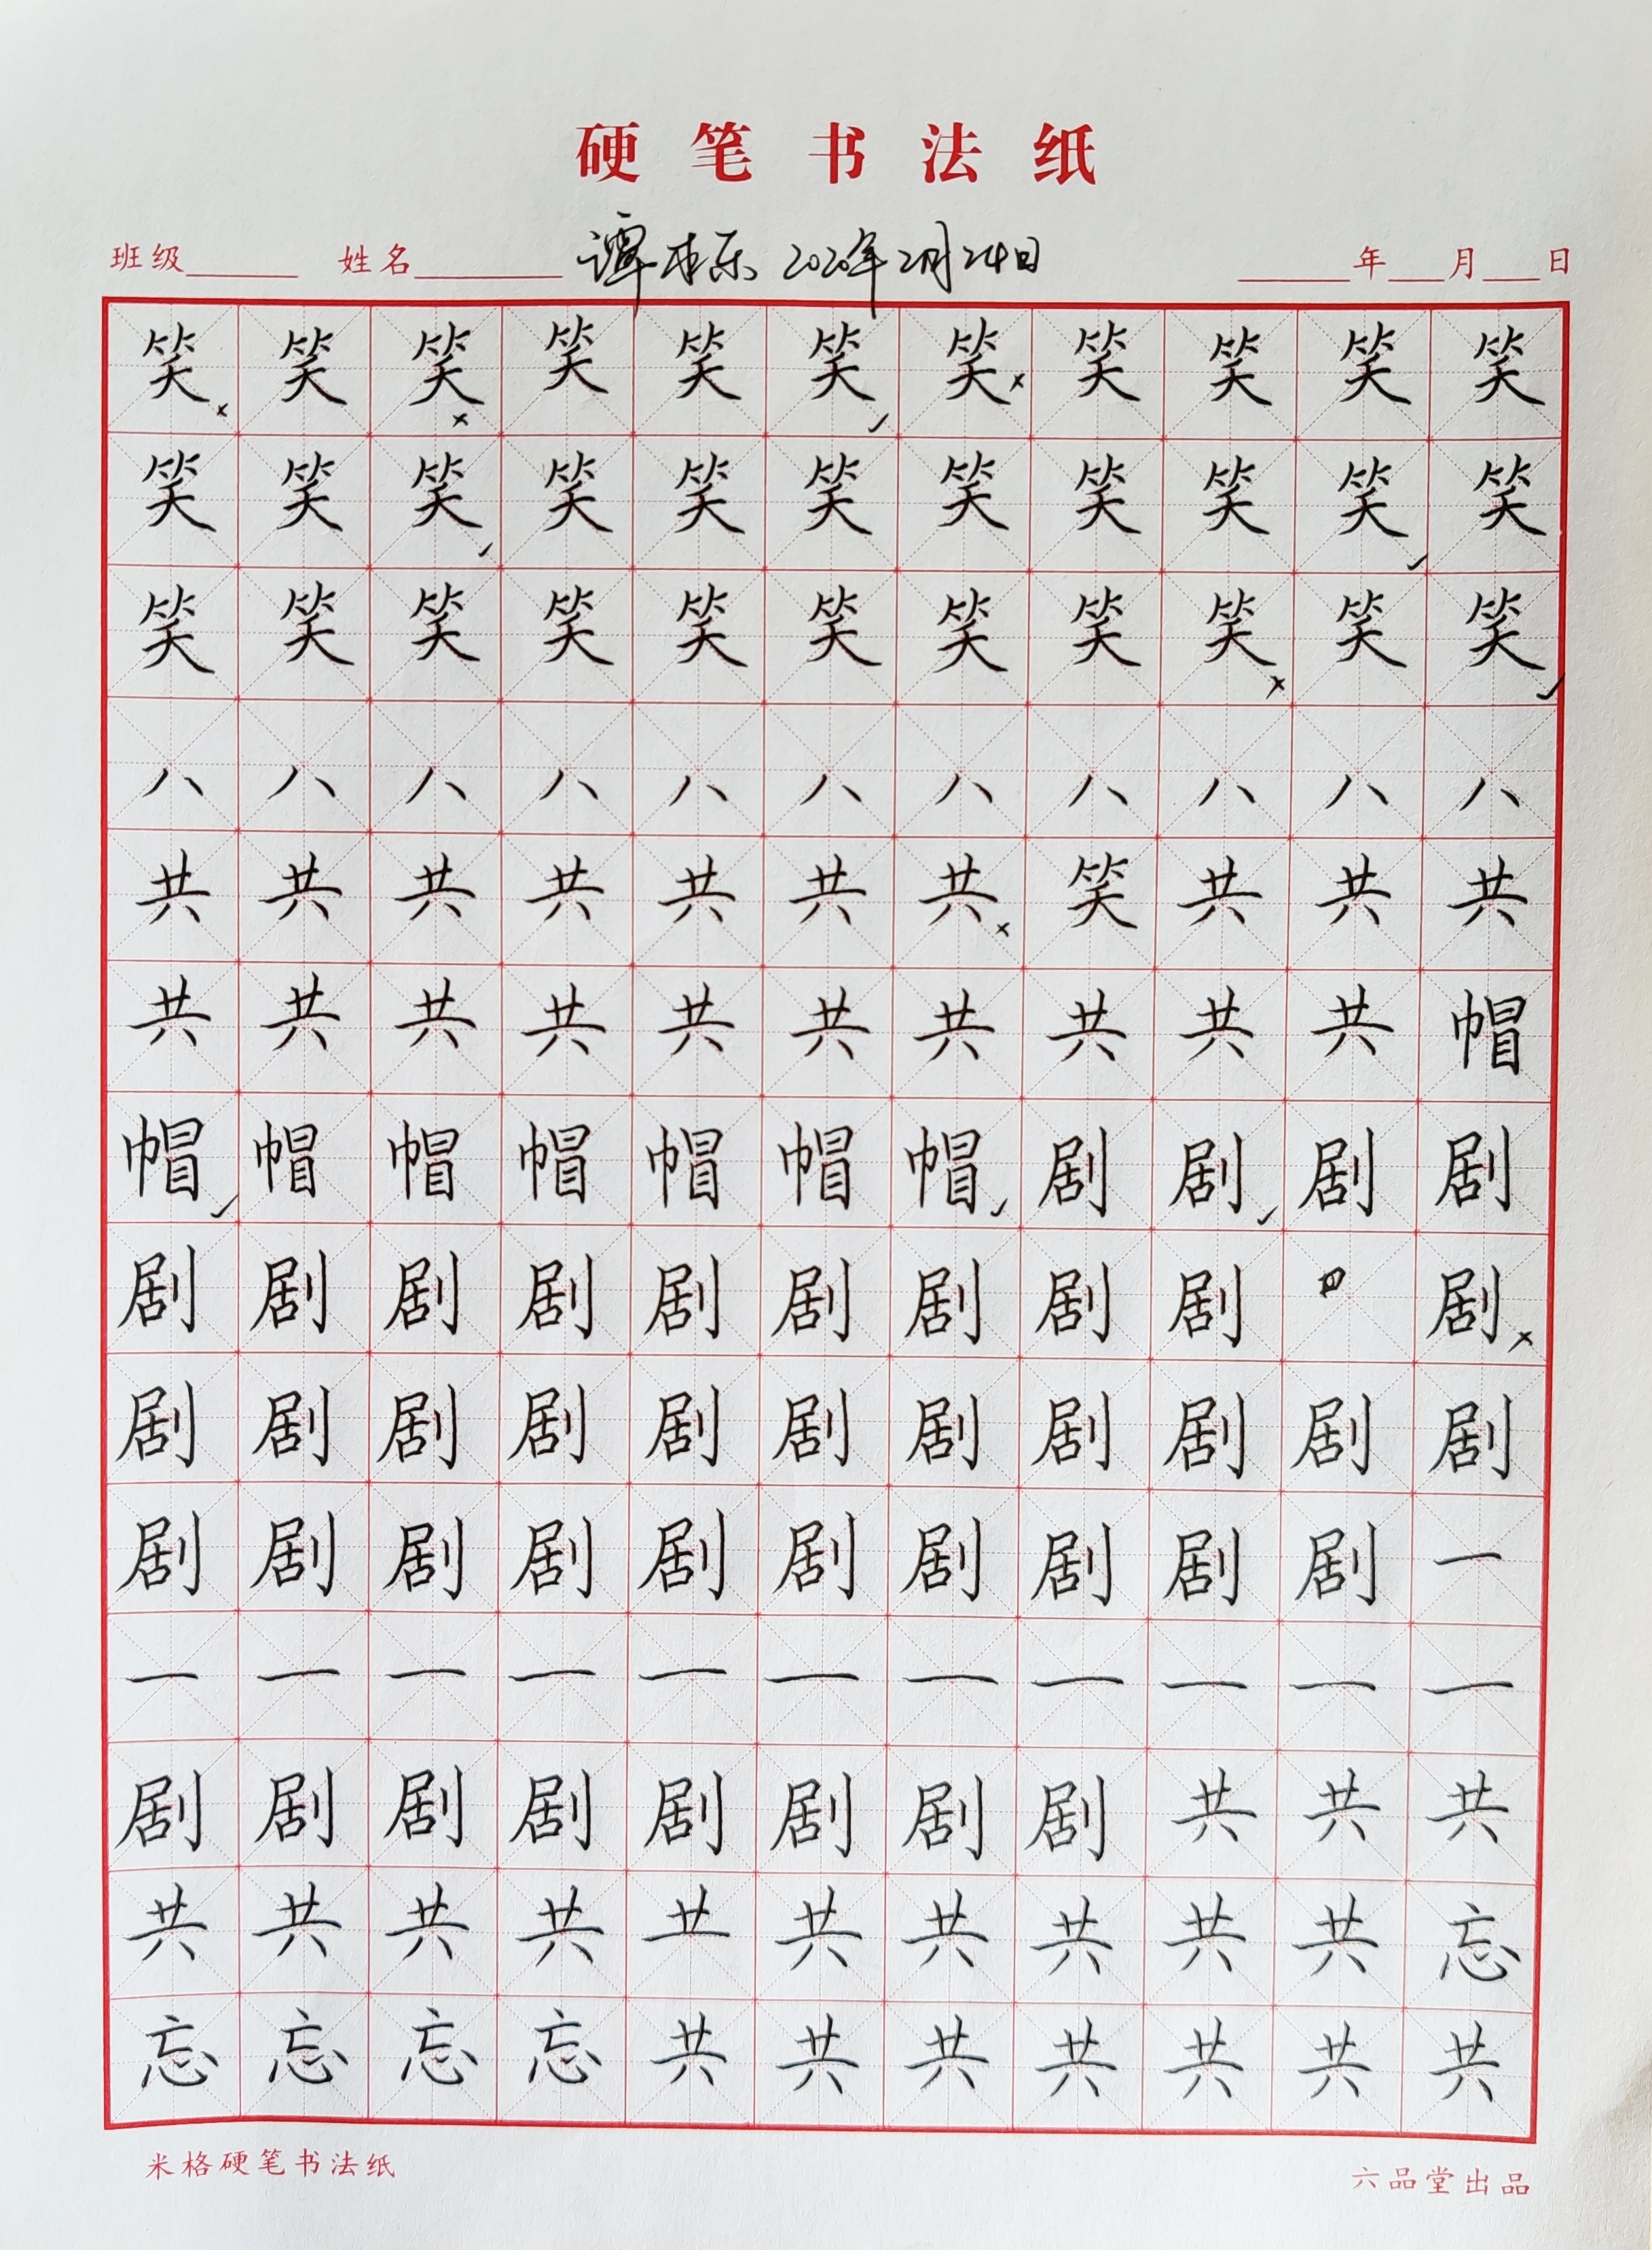 硬笔书法纸
班级 姓名 谭本东 2020年2月24日 年 月 日
笑笑笑笑笑笑笑笑笑笑笑
笑笑笑笑笑笑笑笑笑笑笑
笑笑笑笑笑笑笑笑笑笑笑
八八八八八八八八八八八
共共共共共共共笑共共共
共共共共共共共共共共帽
帽帽帽帽帽帽帽剧剧剧剧
剧剧剧剧剧剧剧剧剧 剧
剧剧剧剧剧剧剧剧剧剧剧
剧剧剧剧剧剧剧剧剧剧一
一一一一一一一一一一一
剧剧剧剧剧剧剧剧共共共
共共共共 共共共共共忘
忘忘忘忘共共共共共共共
米格硬笔书法纸 六品堂出品